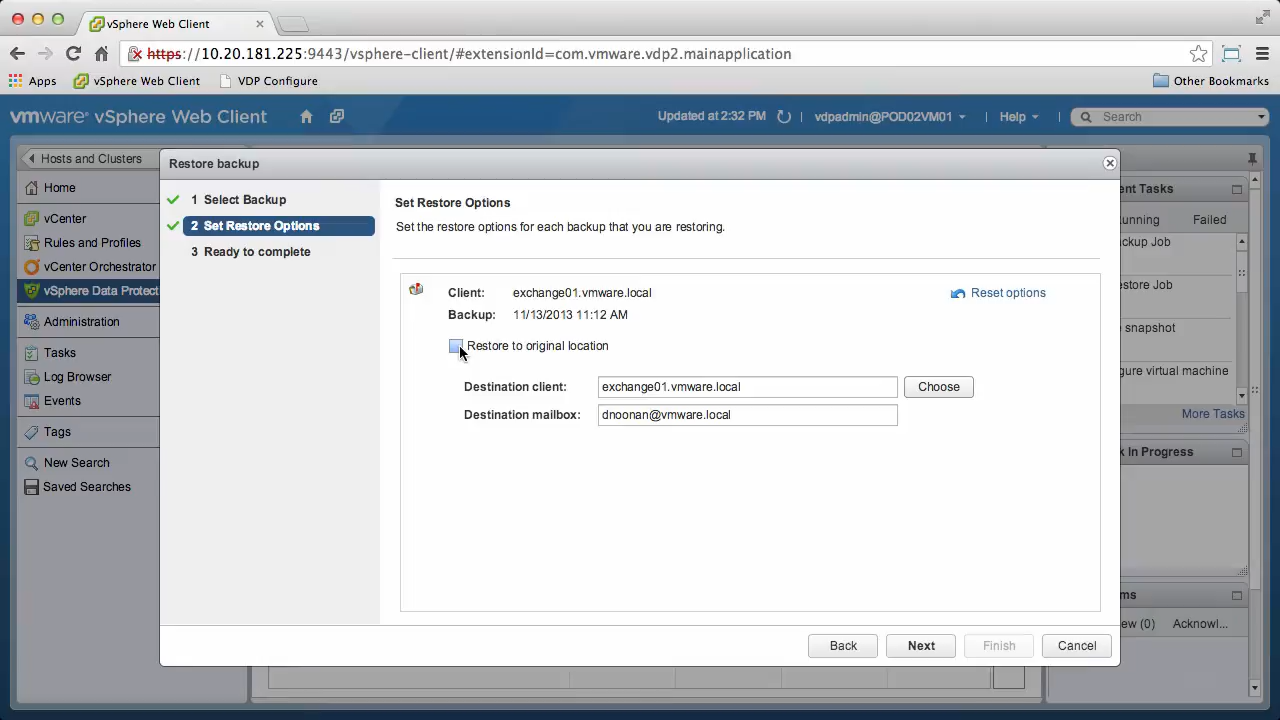 vSphere Web Client
https://10.20.181.225:9443/vsphere-client/#extensionId=com.vmware.vdp2.mainapplication
Apps vSphere Web Client VDP Configure Other Bookmarks
vmware® vSphere Web Client Updated at 2:32 PM vdpadmin@POD02VM01 Help Search
Hosts and Clusters
Home
vCenter
Rules and Profiles
vCenter Orchestrator
vSphere Data Protect
Administration
Tasks
Log Browser
Events
Tags
New Search
Saved Searches
Restore backup
1 Select Backup
2 Set Restore Options
3 Ready to complete
Set Restore Options
Set the restore options for each backup that you are restoring.
Client: exchange01.vmware.local Reset options
Backup: 11/13/2013 11:12 AM
Restore to original location
Destination client: exchange01.vmware.local Choose
Destination mailbox: dnoonan@vmware.local
Back Next Finish Cancel
ent Tasks
unning Failed
ckup Job
estore Job
snapshot
gure virtual machine
More Tasks
k In Progress
ms
ew (0) Acknowl...